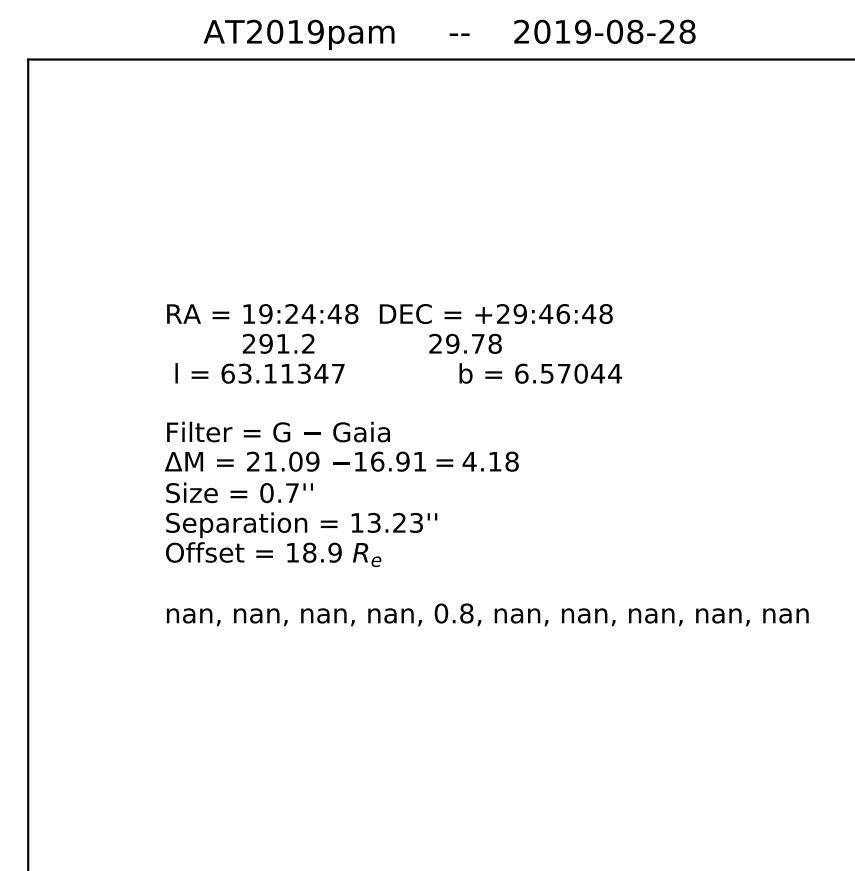 AT2019pam -- 2019-08-28
RA = 19:24:48 DEC = +29:46:48
291.2 29.78
l = 63.11347 b = 6.57044
Filter = G − Gaia
ΔM = 21.09 −16.91 = 4.18
Size = 0.7''
Separation = 13.23''
Offset = 18.9 Re
nan, nan, nan, nan, 0.8, nan, nan, nan, nan, nan